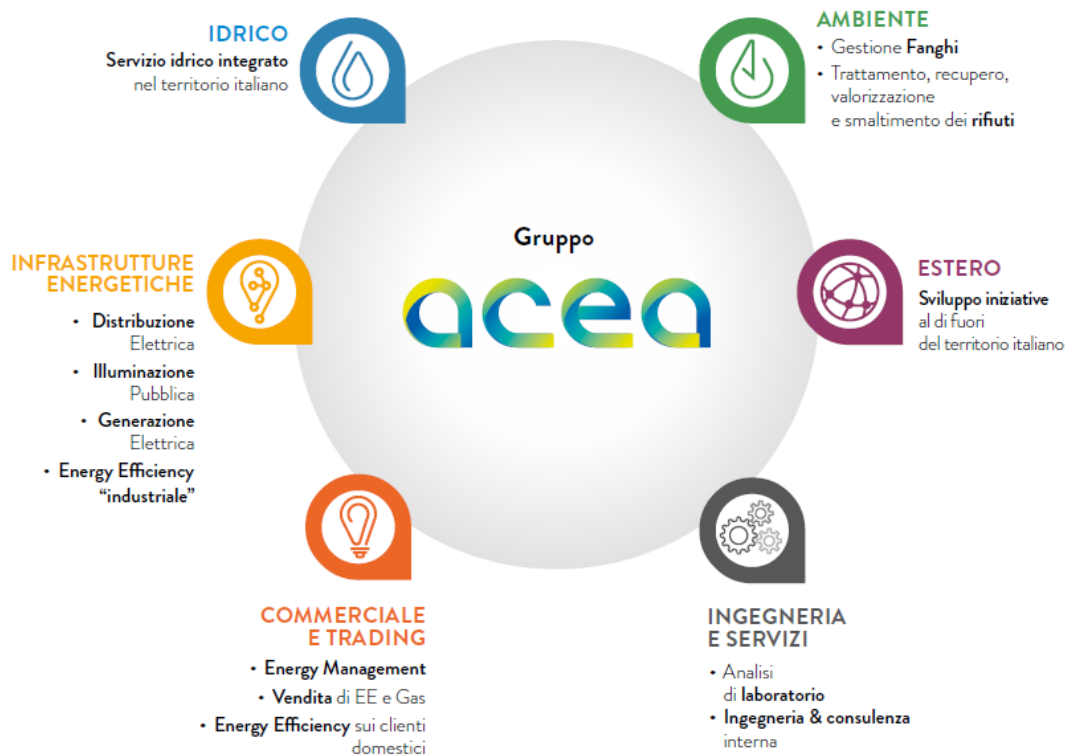 IDRICO
Servizio idrico integrato
nel territorio italiano
AMBIENTE
• Gestione Fanghi
• Trattamento, recupero,
valorizzazione
e smaltimento dei rifiuti
Gruppo
acea
INFRASTRUTTURE
ENERGETICHE
• Distribuzione
Elettrica
• Illuminazione
Pubblica
• Generazione
Elettrica
• Energy Efficiency
“industriale”
ESTERO
Sviluppo iniziative
al di fuori
del territorio italiano
COMMERCIALE
E TRADING
• Energy Management
• Vendita di EE e Gas
• Energy Efficiency sui clienti
domestici
INGEGNERIA
E SERVIZI
• Analisi
di laboratorio
• Ingegneria & consulenza
interna